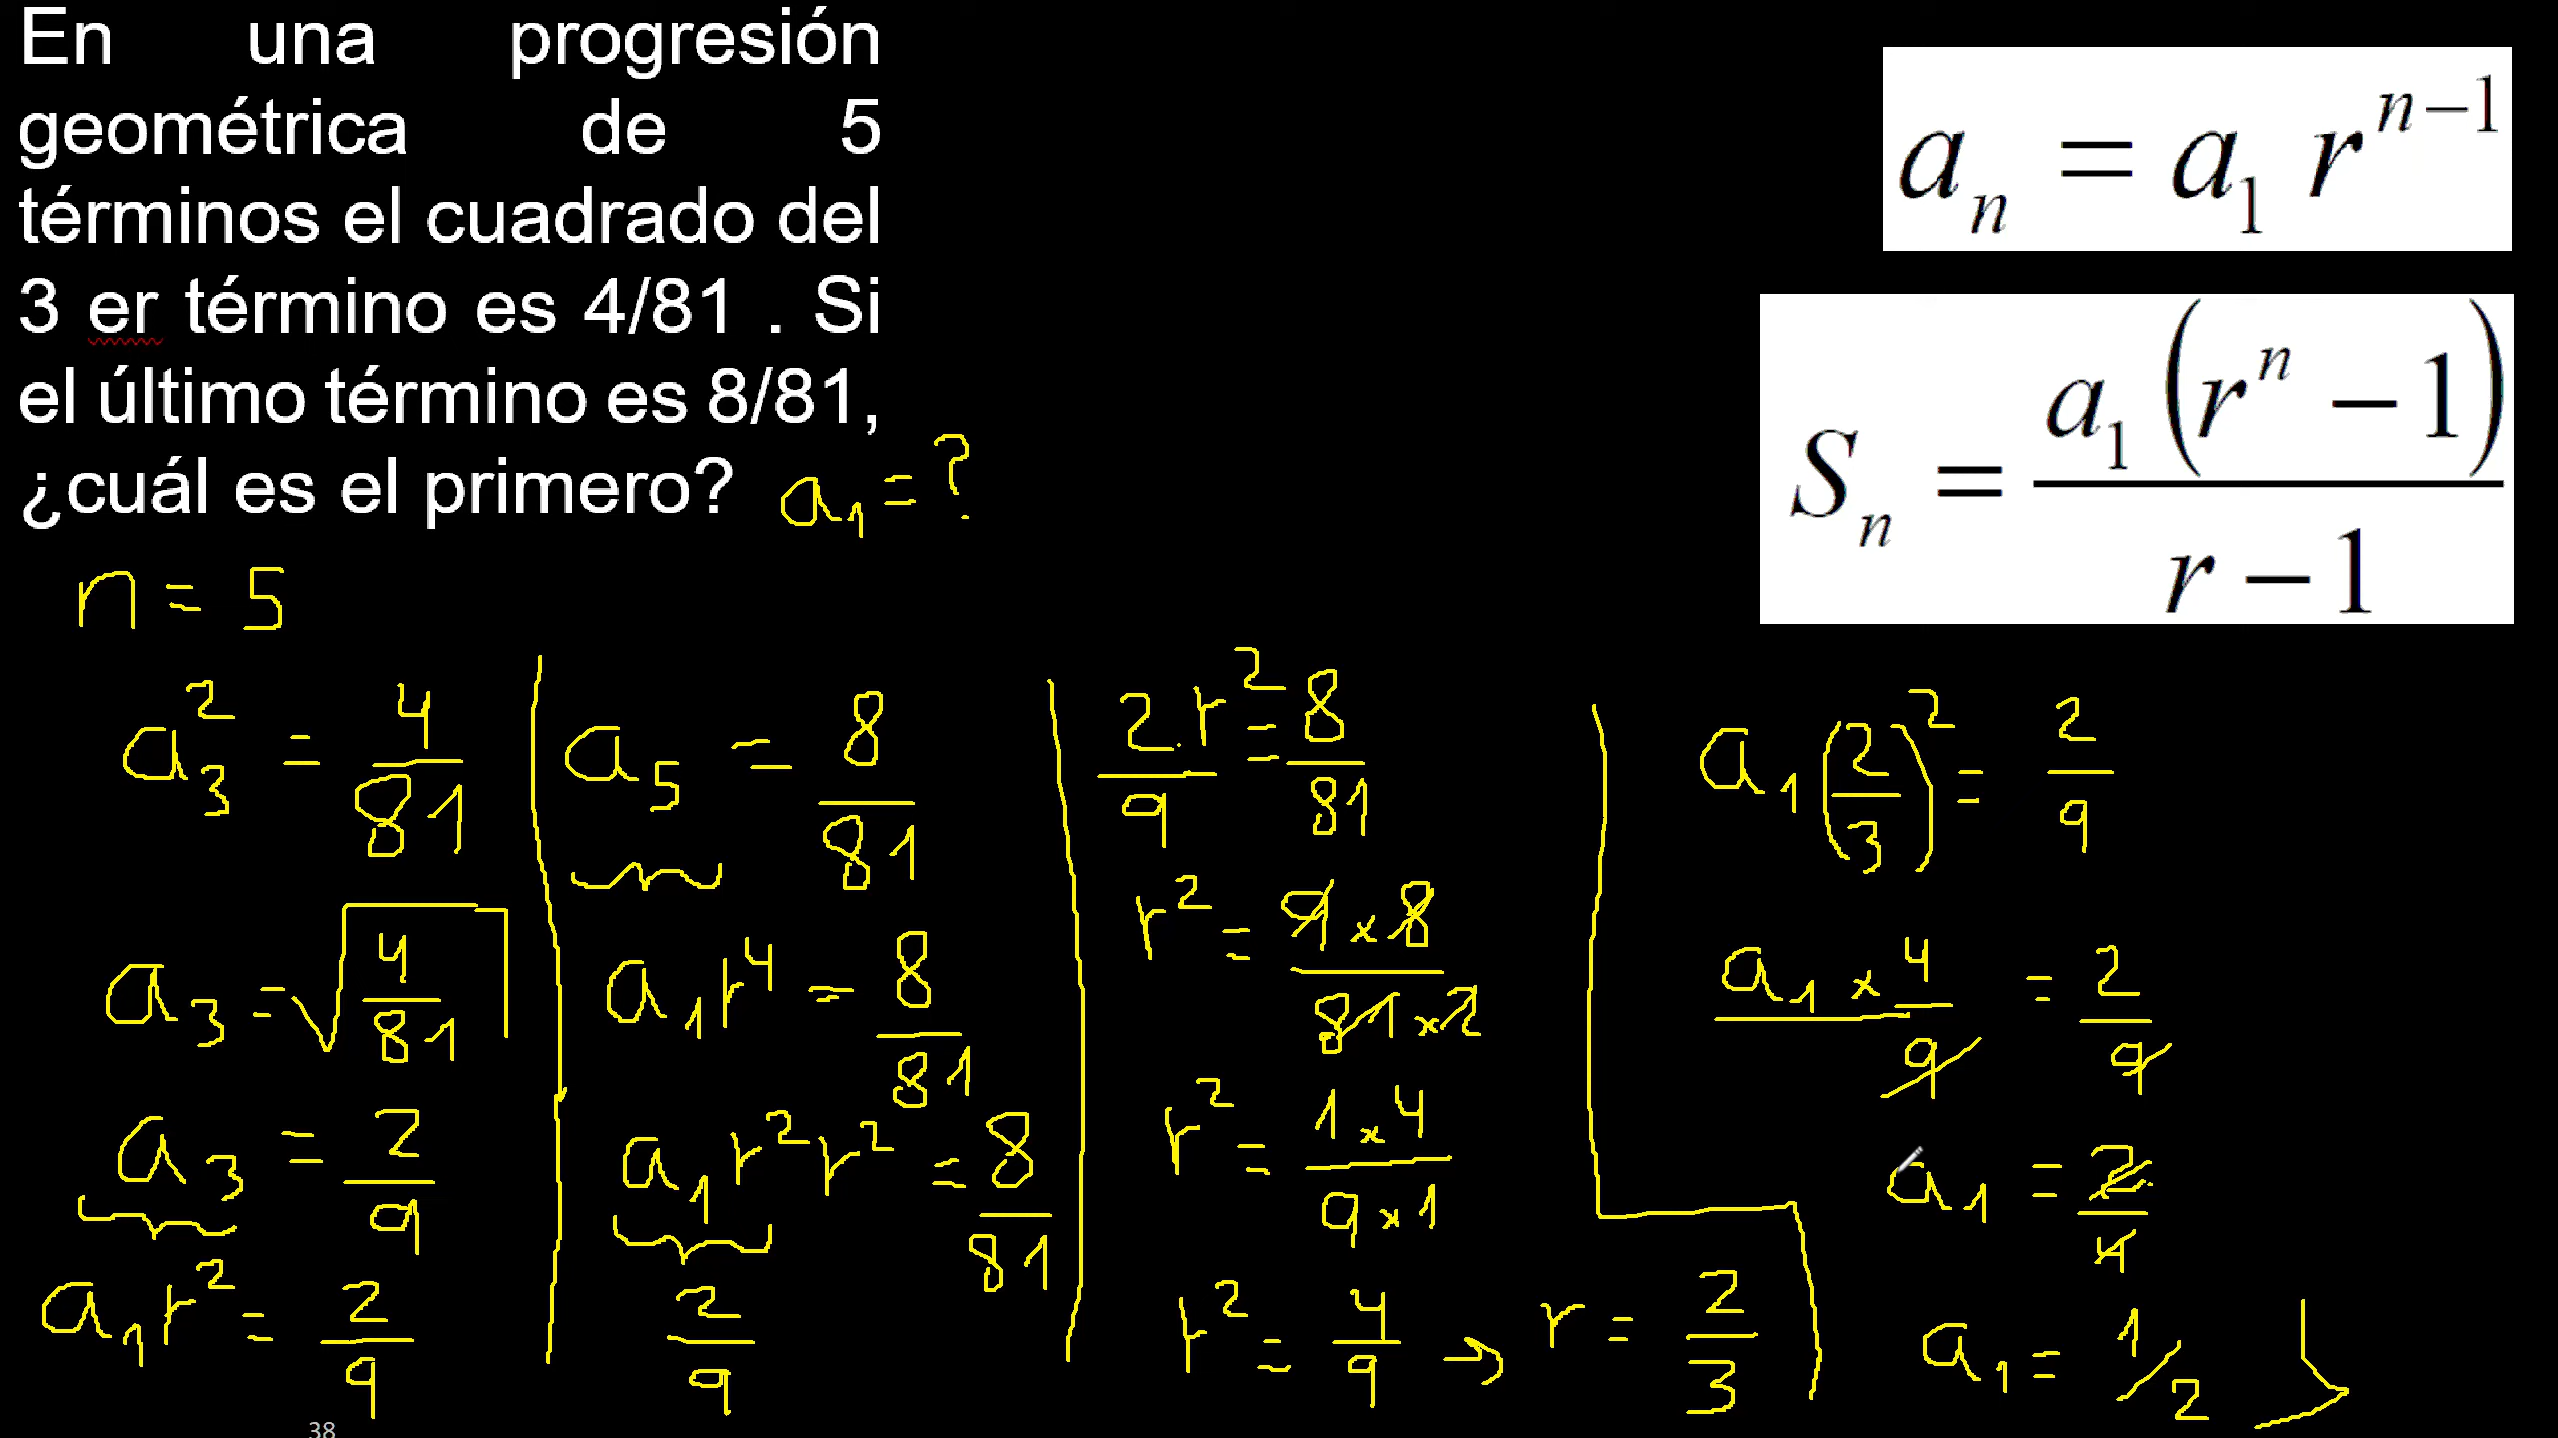 En una progresión
geométrica de 5
términos el cuadrado del
3 er término es 4/81 . Si
el último término es 8/81,
¿cuál es el primero? a₁ = ?
aₙ = a₁ rⁿ⁻¹
Sₙ = a₁ (rⁿ − 1) / (r − 1)
n = 5
a₃² = 4/81
a₃ = √(4/81)
a₃ = 2/9
a₁r² = 2/9
a₅ = 8/81
a₁r⁴ = 8/81
a₁r²r² = 8/81
2/9
2/9 . r² = 8/81
r² = 9 x 8 / 81 x 2
r² = 1 x 4 / 9 x 1
r² = 4/9 → r = 2/3
a₁(2/3)² = 2/9
a₁ x 4/9 = 2/9
a₁ = 2/4
a₁ = 1/2
38